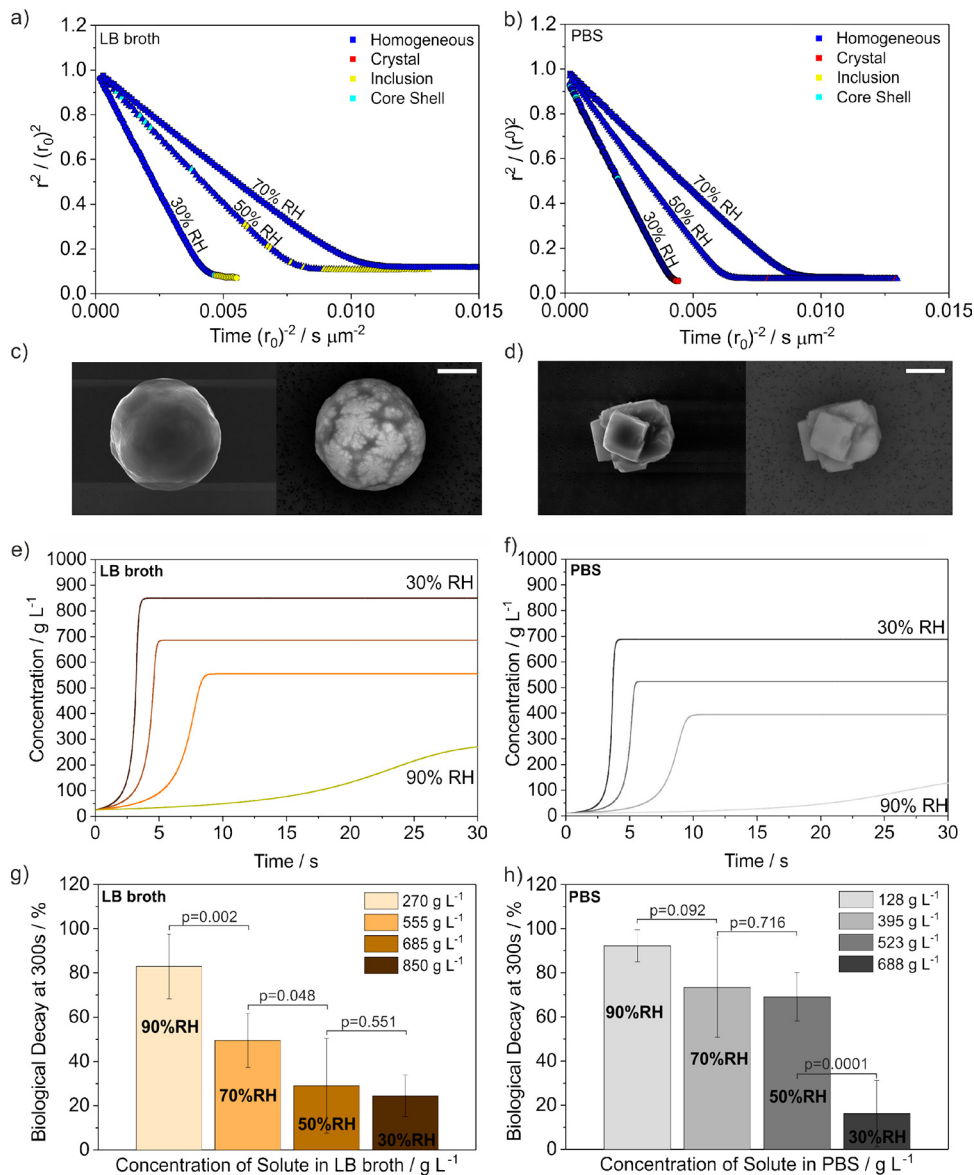 a)
LB broth
Homogeneous
Crystal
Inclusion
Core Shell
1.0
0.8
0.6
0.4
0.2
0.0
r² / (r₀)²
70% RH
50% RH
30% RH
0.000 0.005 0.010 0.015
Time (r₀)⁻² / s µm⁻²
b)
PBS
Homogeneous
Crystal
Inclusion
Core Shell
1.0
0.8
0.6
0.4
0.2
0.0
r² / (r⁰)²
70% RH
50% RH
30% RH
0.000 0.005 0.010 0.015
Time (r₀)⁻² / s µm⁻²
c)
d)
e)
LB broth
1000
900
800
700
600
500
400
300
200
100
0
Concentration / g L⁻¹
30% RH
90% RH
0 5 10 15 20 25 30
Time / s
f)
PBS
1000
900
800
700
600
500
400
300
200
100
0
Concentration / g L⁻¹
30% RH
90% RH
0 5 10 15 20 25 30
Time / s
g)
LB broth
120
100
80
60
40
20
0
Biological Decay at 300s / %
270 g L⁻¹
555 g L⁻¹
685 g L⁻¹
850 g L⁻¹
p=0.002
p=0.048
p=0.551
90%RH
70%RH
50%RH
30%RH
Concentration of Solute in LB broth / g L⁻¹
h)
PBS
120
100
80
60
40
20
0
Biological Decay at 300s / %
128 g L⁻¹
395 g L⁻¹
523 g L⁻¹
688 g L⁻¹
p=0.092
p=0.716
p=0.0001
90%RH
70%RH
50%RH
30%RH
Concentration of Solute in PBS / g L⁻¹